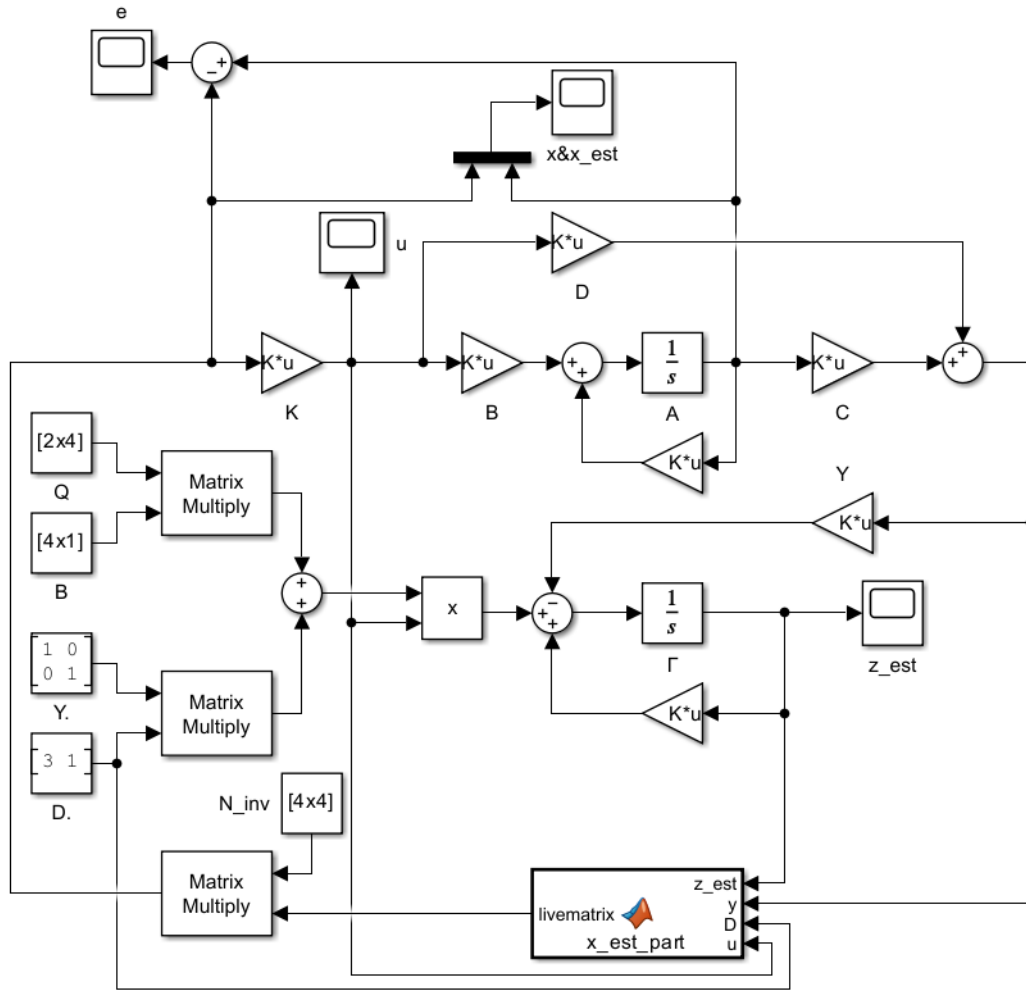 e
− +
x&x_est
u
K*u
D
K*u
K
K*u
B
+ +
1
s
A
K*u
C
+ +
K*u
[2x4]
Q
Matrix
Multiply
[4x1]
B
+
+
Y
K*u
x
+ − +
1
s
Γ
z_est
K*u
1 0
0 1
Y.
Matrix
Multiply
3 1
D.
N_inv
[4x4]
Matrix
Multiply
livematrix
x_est_part
z_est
y
D
u